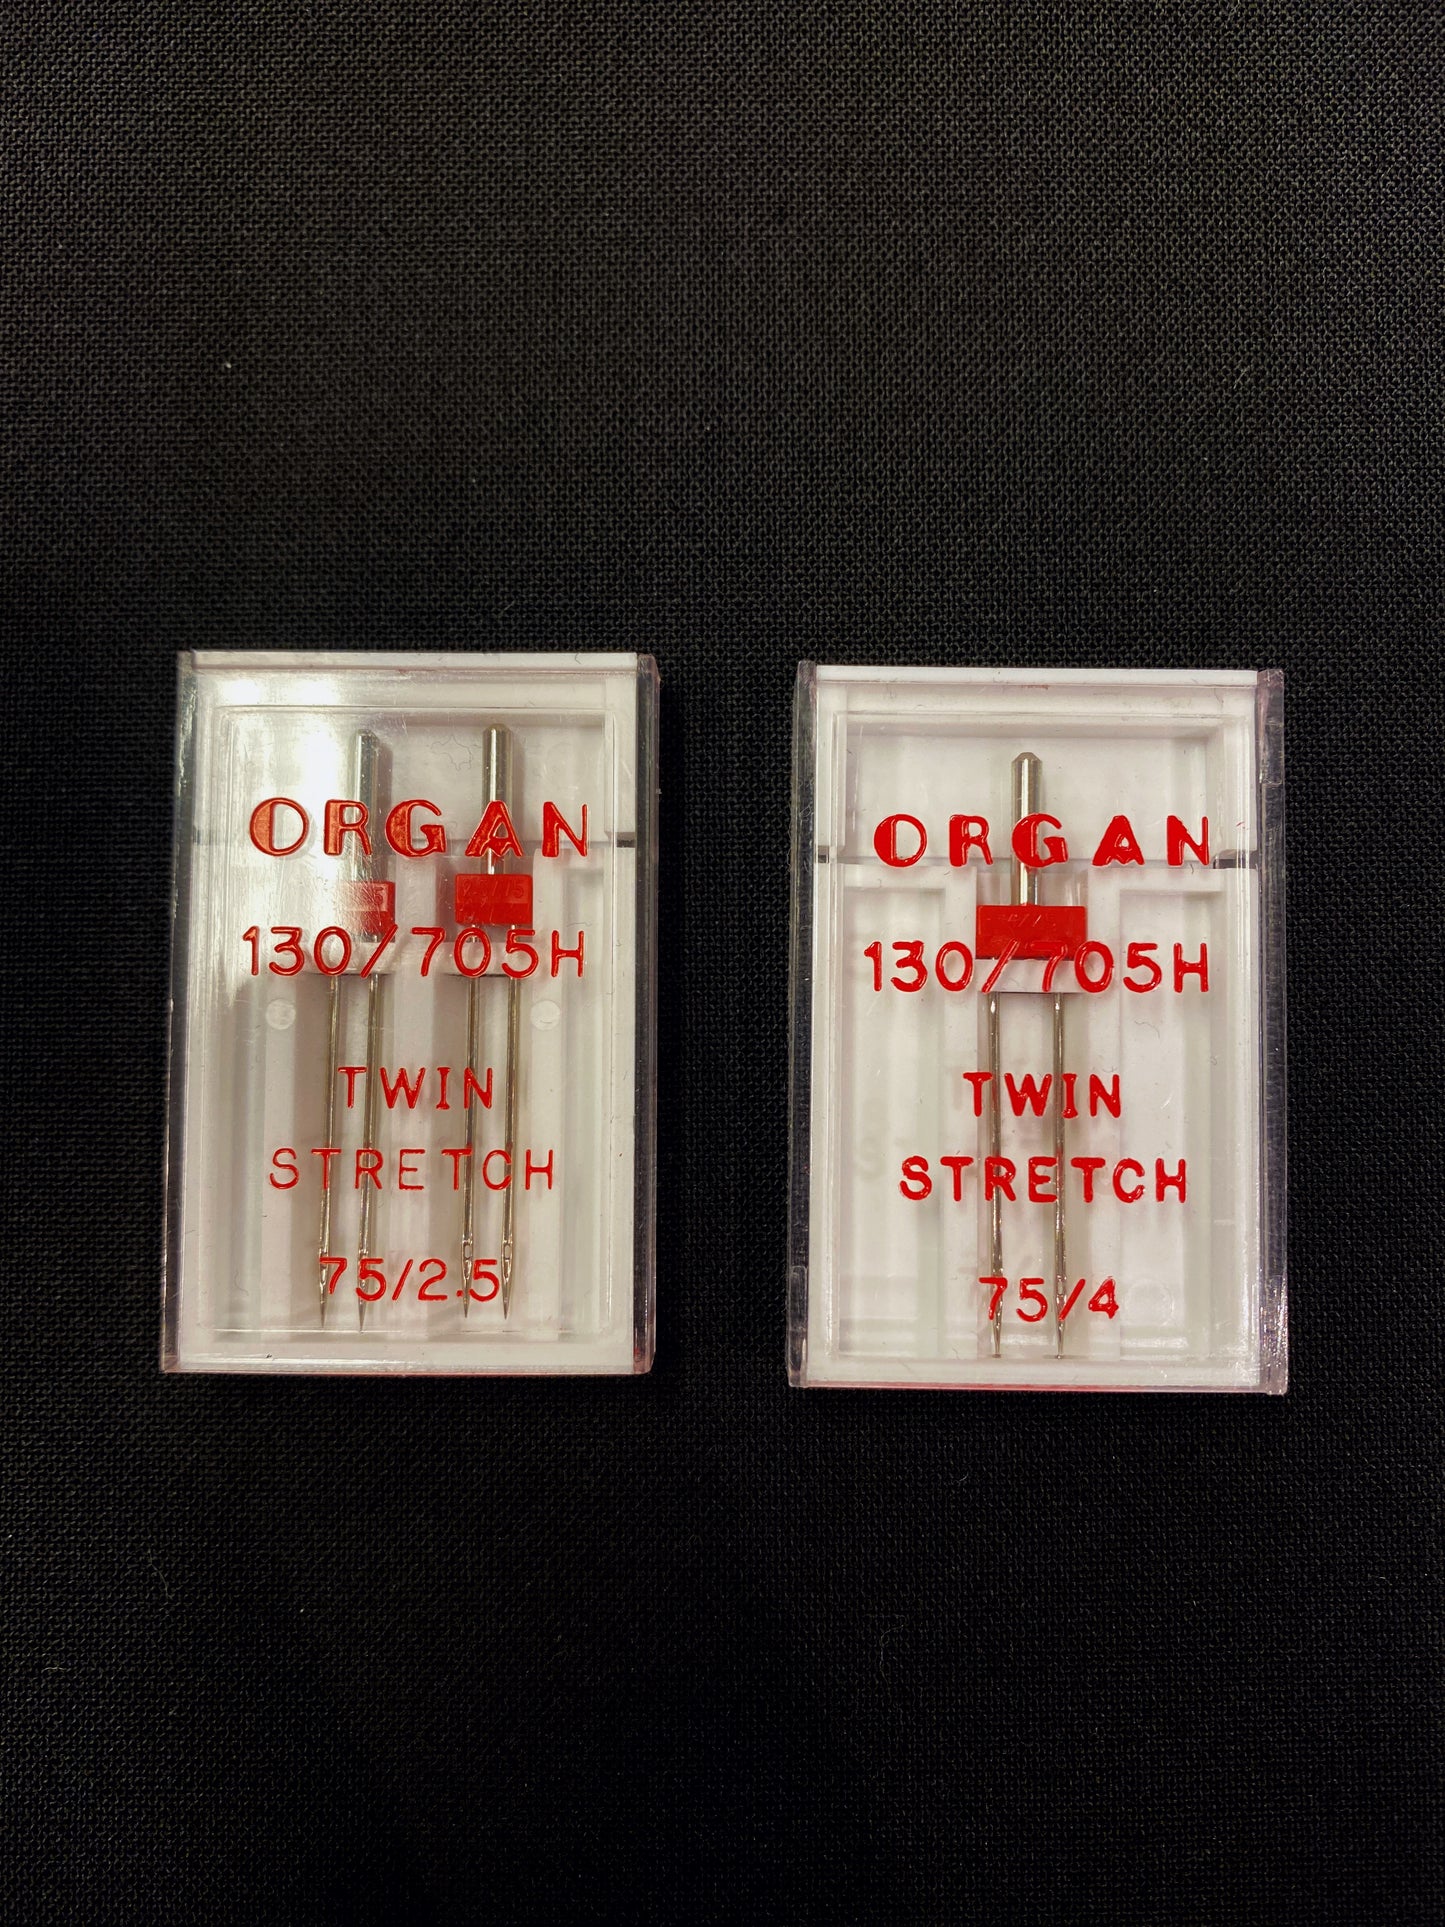 ORGAN
130/705H
TWIN
STRETCH
75/2.5
ORGAN
130/705H
TWIN
STRETCH
75/4